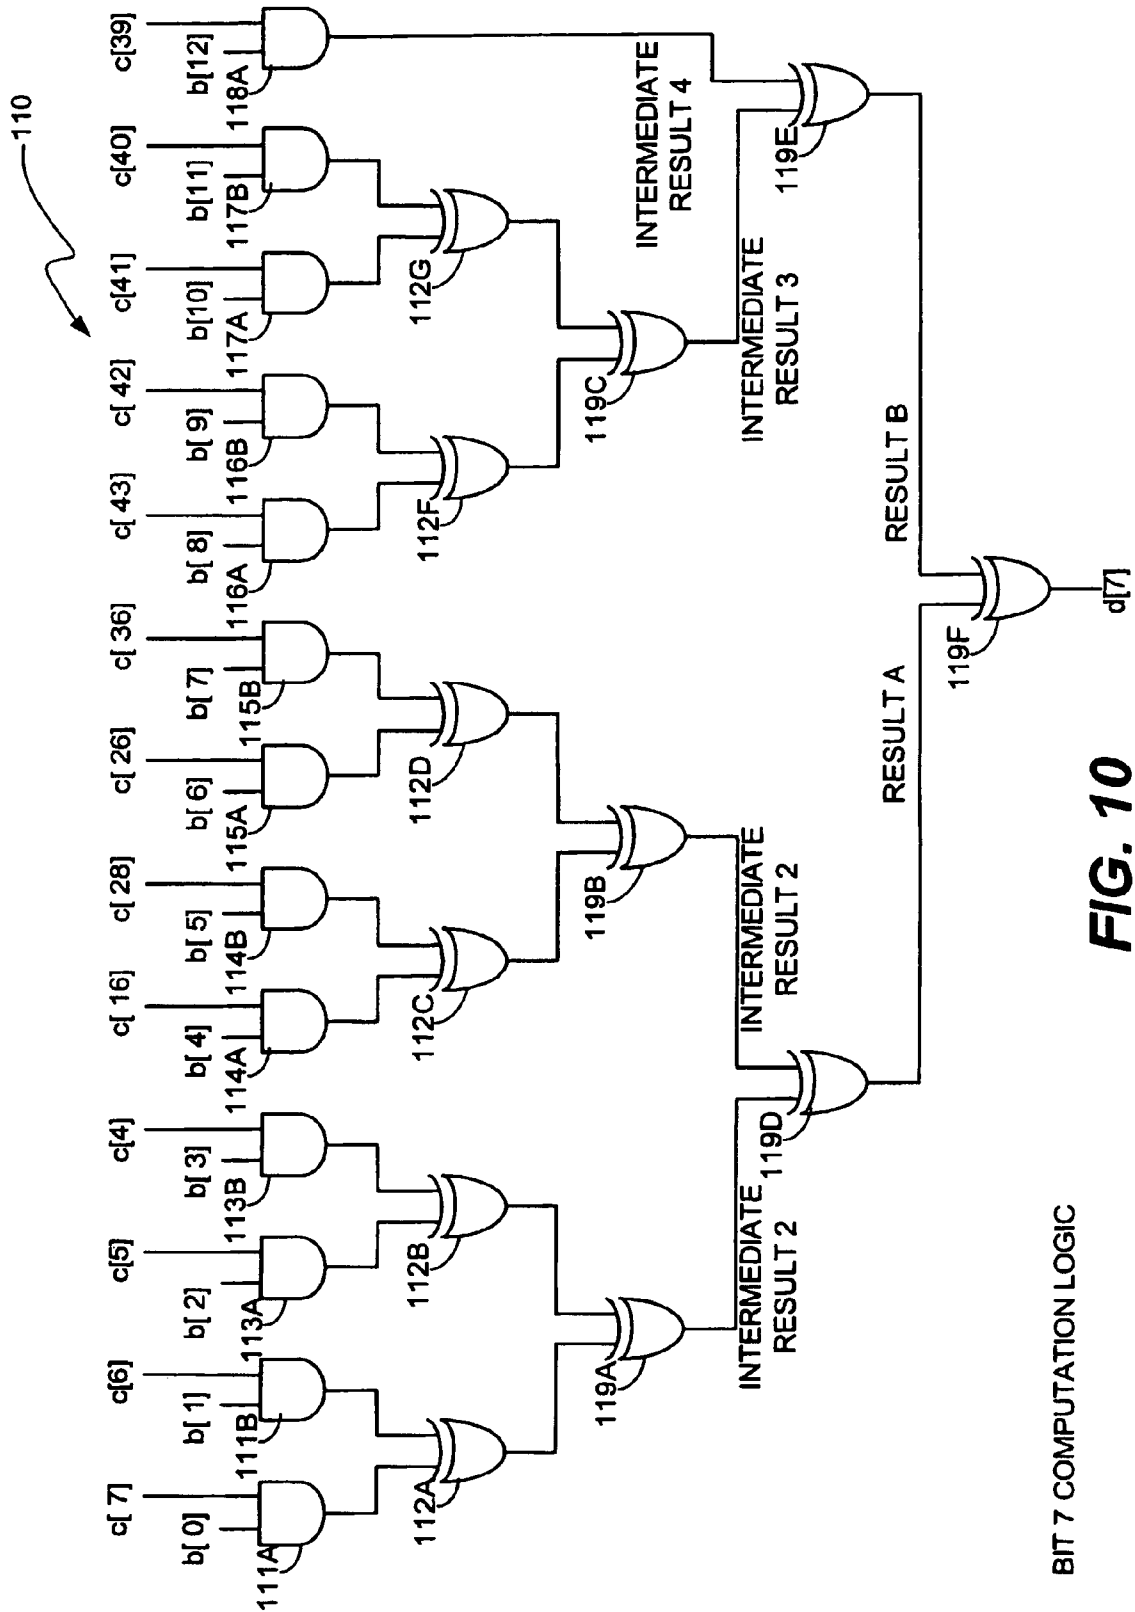 110
c[ 7]
c[6]
c[5]
c[4]
c[ 16]
c[28]
c[26]
c[ 36]
c[ 43]
c[ 42]
c[41]
c[40]
c[39]
b[ 0]
b[ 1]
b[ 2]
b[ 3]
b[ 4]
b[ 5]
b[ 6]
b[ 7]
b[ 8]
b[ 9]
b[10]
b[11]
b[12]
111A
111B
113A
113B
114A
114B
115A
115B
116A
116B
117A
117B
118A
112A
112B
112C
112D
112F
112G
119A
119B
119C
INTERMEDIATE
RESULT 4
INTERMEDIATE
RESULT 2
INTERMEDIATE
RESULT 2
INTERMEDIATE
RESULT 3
119D
119E
RESULT A
RESULT B
119F
d[7]
BIT 7 COMPUTATION LOGIC
FIG. 10